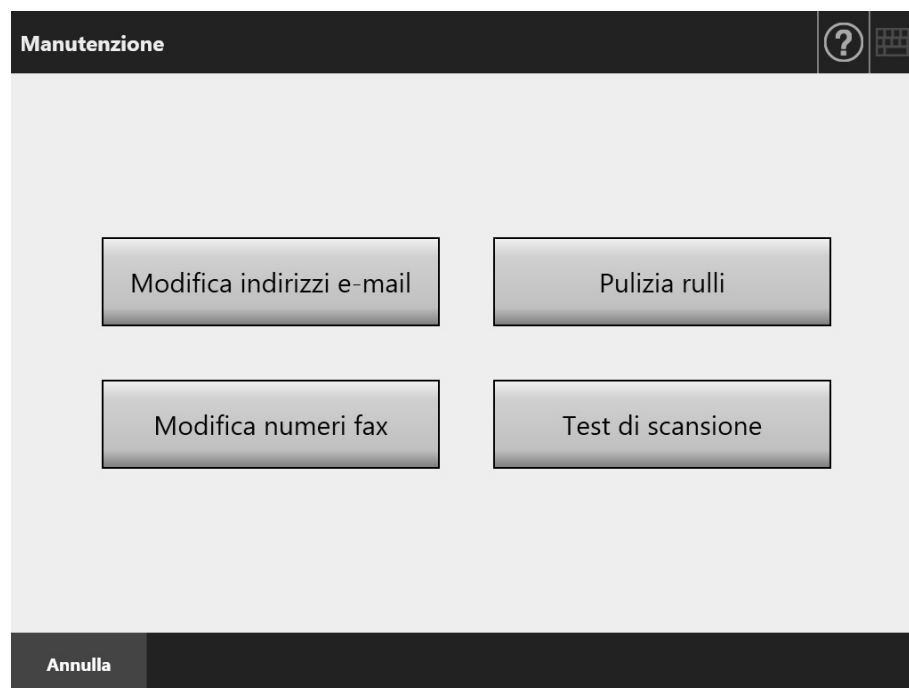 Manutenzione
?
Modifica indirizzi e-mail
Pulizia rulli
Modifica numeri fax
Test di scansione
Annulla